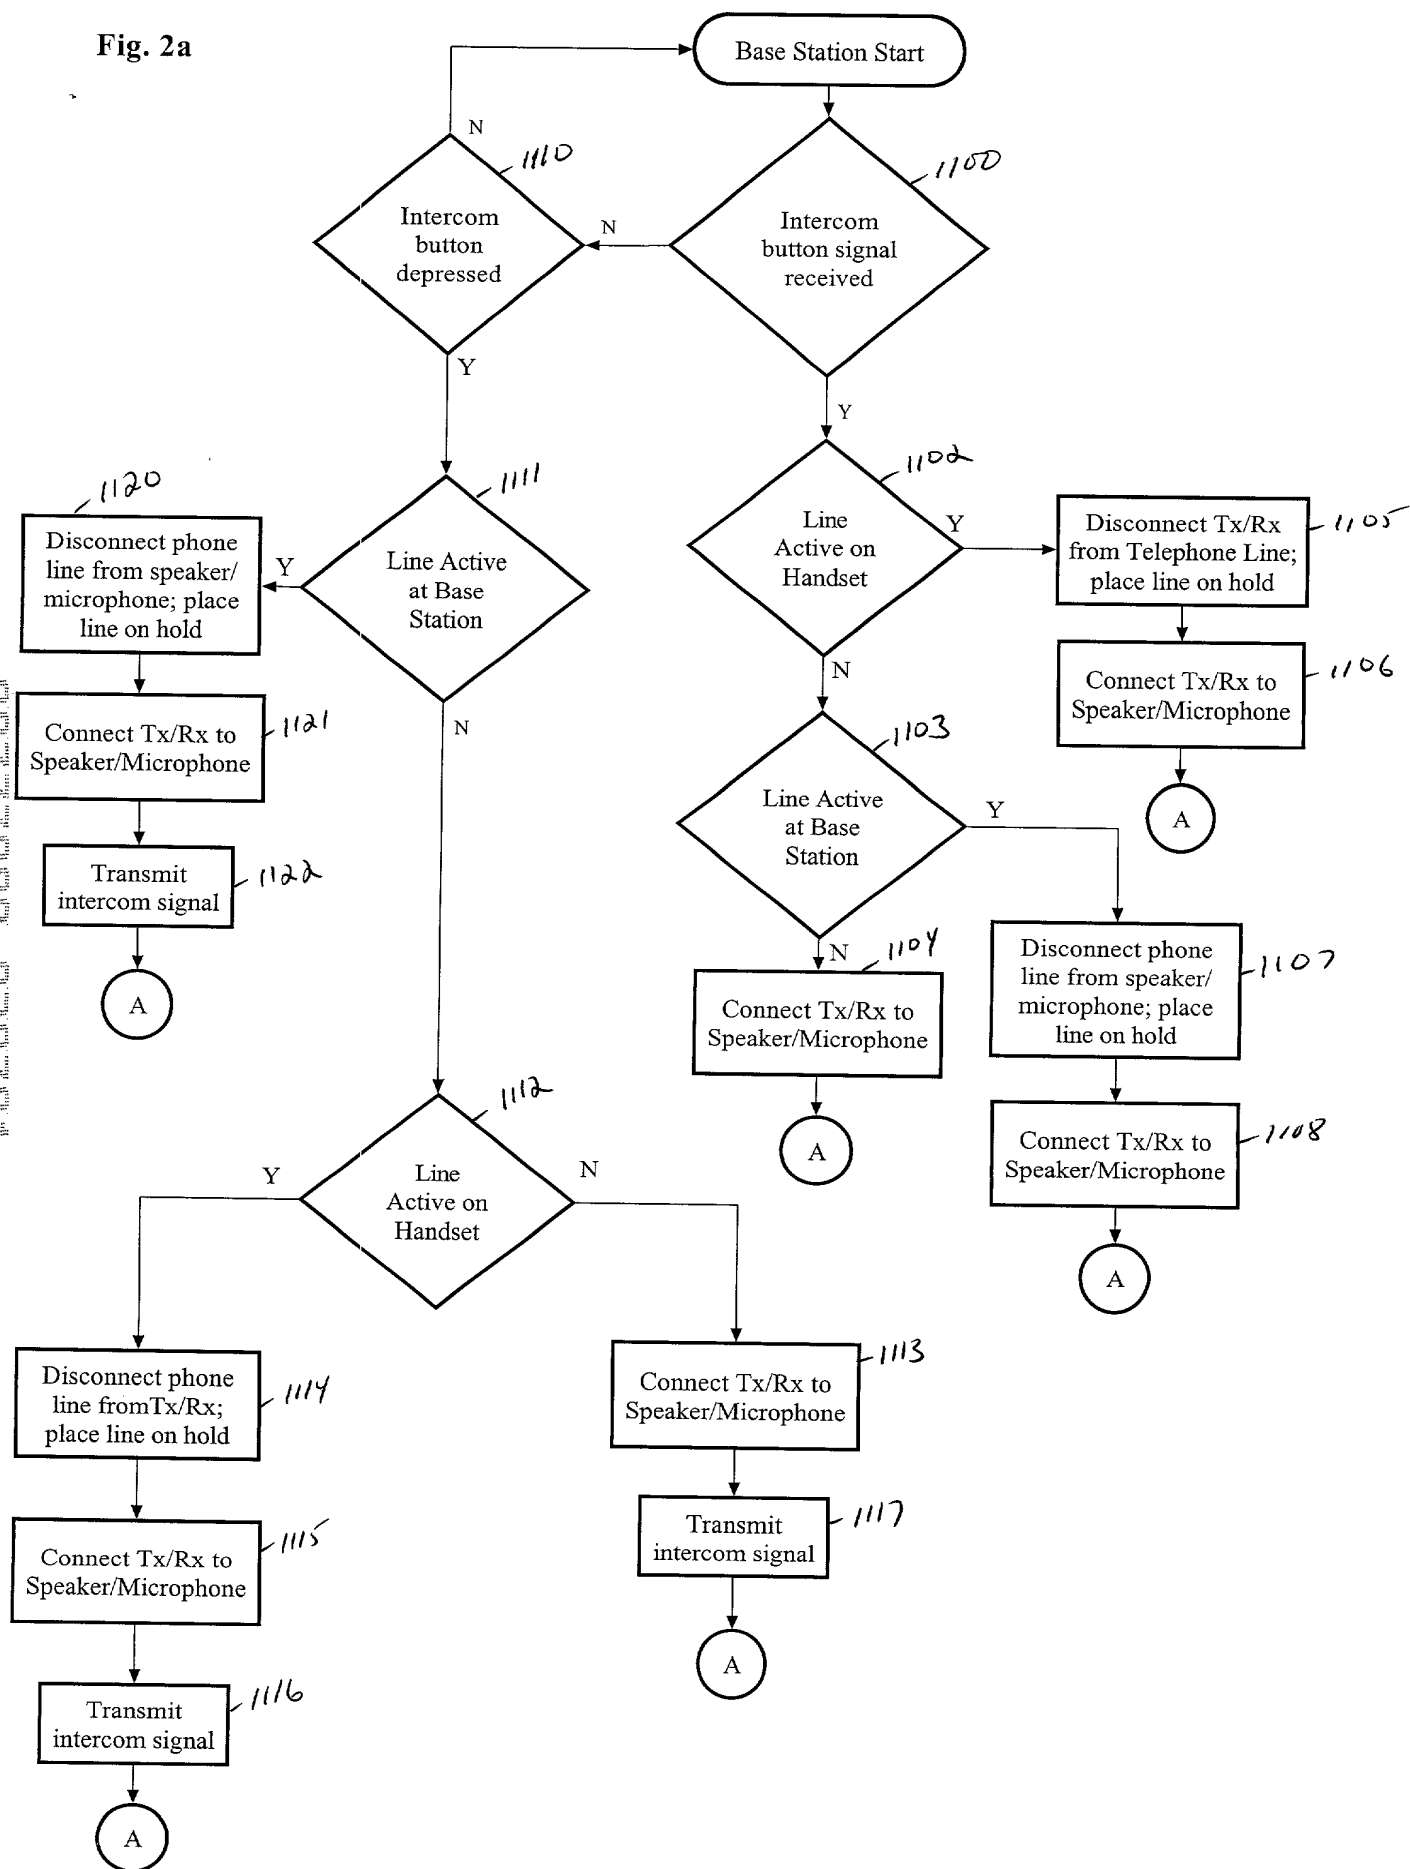 Fig. 2a
Base Station Start
N
1110
1100
Intercom
button
depressed
N
Intercom
button signal
received
Y
Y
1120
1111
1102
Disconnect phone
line from speaker/
microphone; place
line on hold
Y
Line Active
at Base
Station
Line
Active on
Handset
Y
Disconnect Tx/Rx
from Telephone Line;
place line on hold
1105
N
Connect Tx/Rx to
Speaker/Microphone
1106
Connect Tx/Rx to
Speaker/Microphone
1121
N
1103
Line Active
at Base
Station
Y
A
Transmit
intercom signal
1122
N
1104
A
Connect Tx/Rx to
Speaker/Microphone
Disconnect phone
line from speaker/
microphone; place
line on hold
1107
1112
A
Connect Tx/Rx to
Speaker/Microphone
1108
Y
Line
Active on
Handset
N
A
Disconnect phone
line fromTx/Rx;
place line on hold
1114
Connect Tx/Rx to
Speaker/Microphone
1113
Connect Tx/Rx to
Speaker/Microphone
1115
Transmit
intercom signal
1117
A
Transmit
intercom signal
1116
A